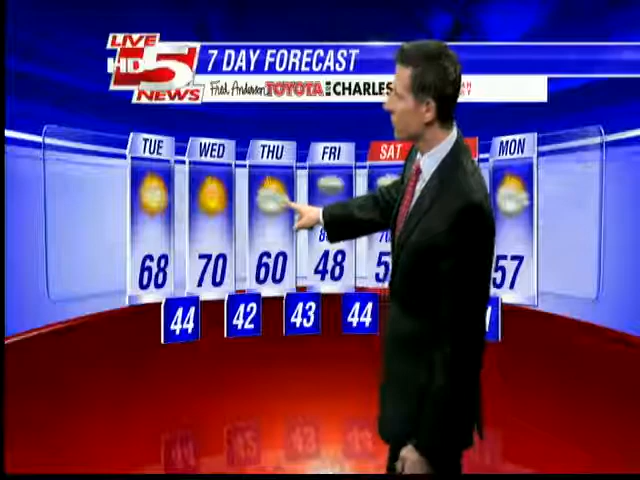 LIVE
HD 5
NEWS
7 DAY FORECAST
Fred Anderson TOYOTA OF CHARLES
TUE WED THU FRI SAT MON
68 70 60 48 57
44 42 43 44